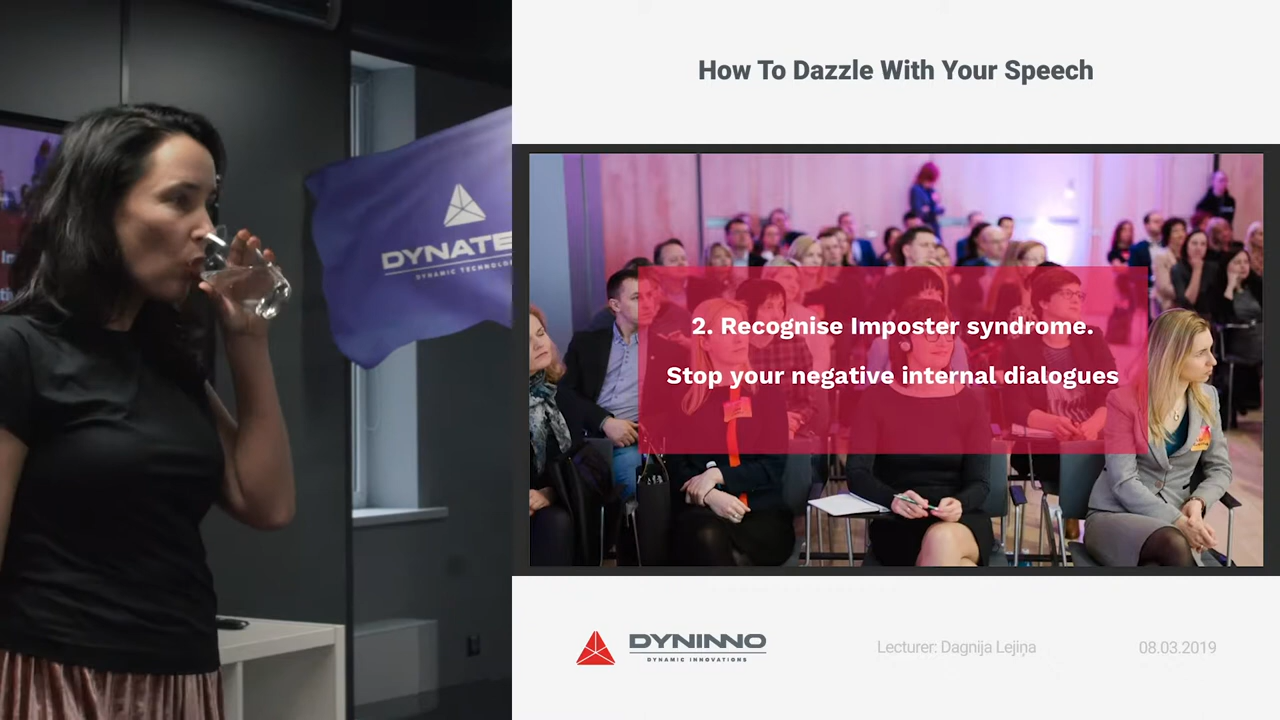 How To Dazzle With Your Speech
DYNATE
DYNAMIC TECHNOLO
2. Recognise Imposter syndrome.
Stop your negative internal dialogues
DYNINNO
DYNAMIC INNOVATIONS
Lecturer: Dagnija Lejiņa
08.03.2019